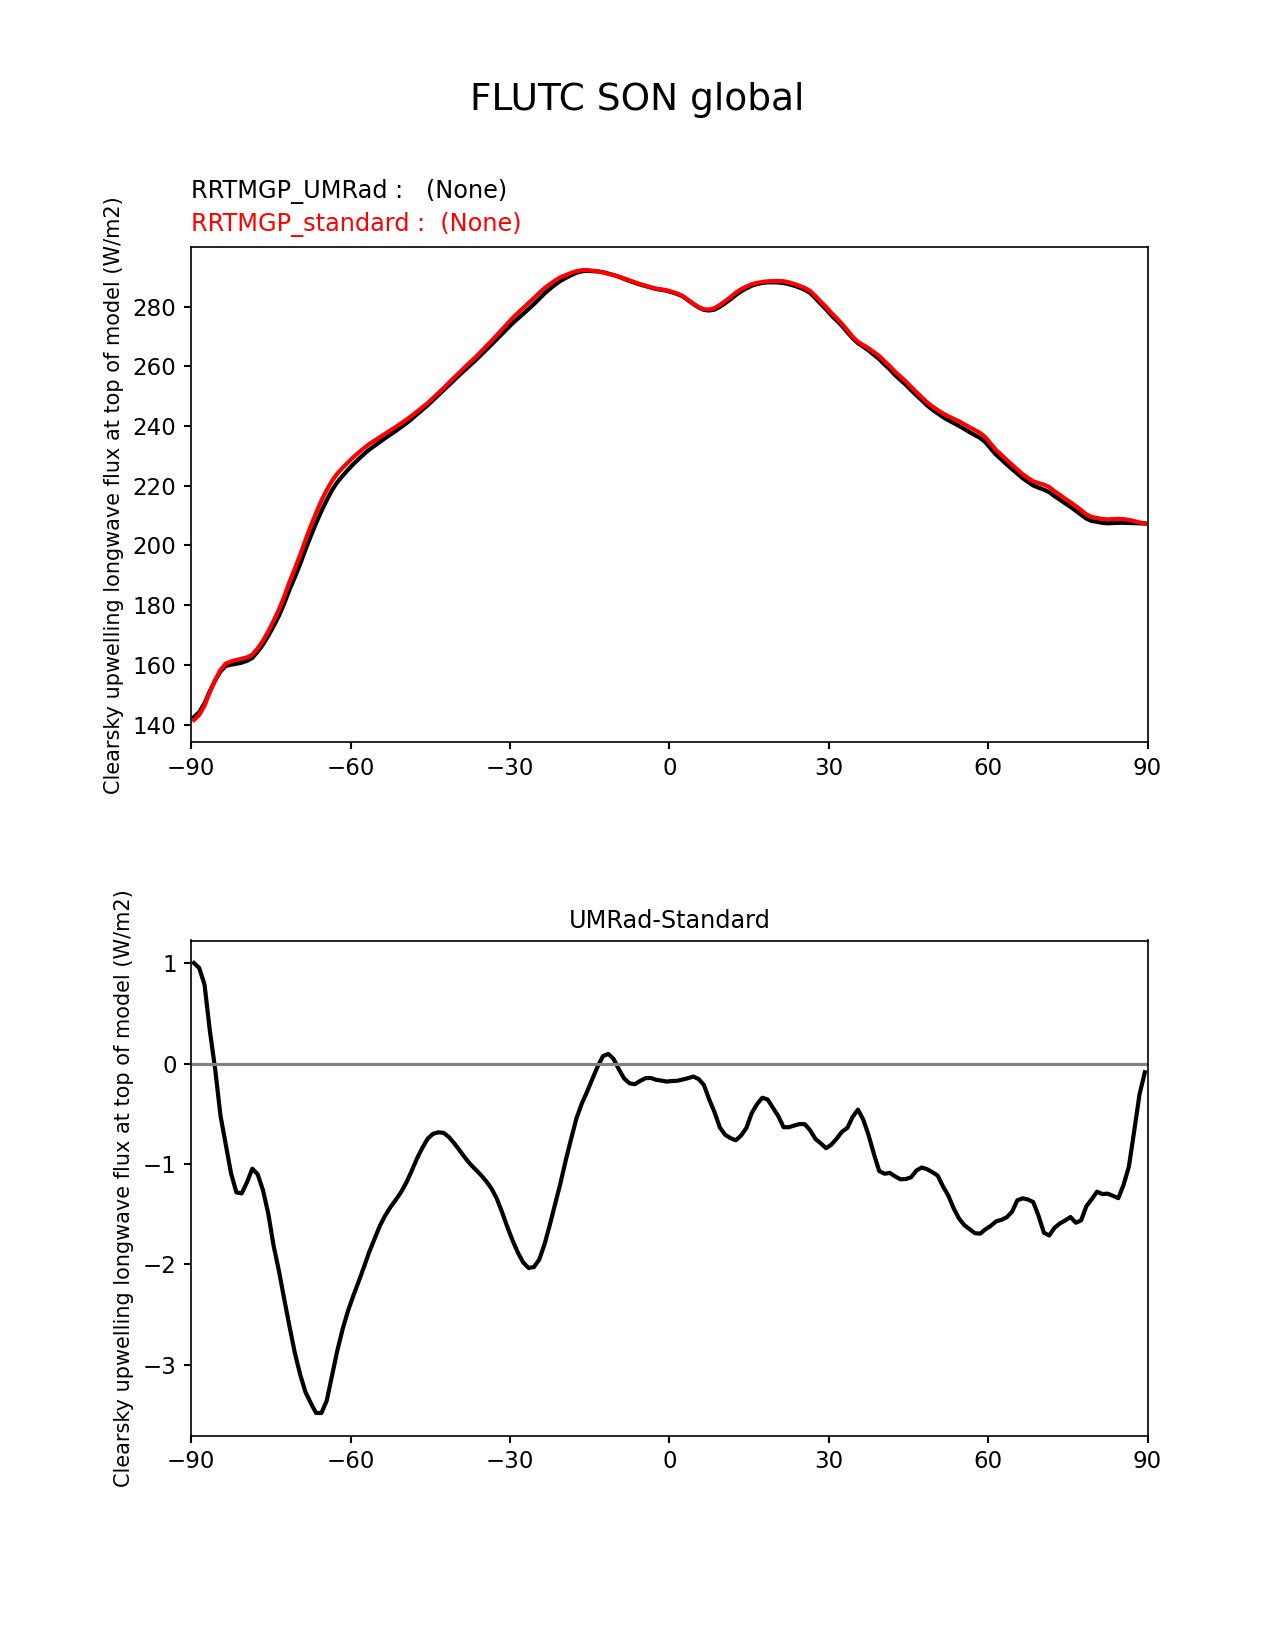 FLUTC SON global
RRTMGP_UMRad :   (None)
RRTMGP_standard :  (None)
Clearsky upwelling longwave flux at top of model (W/m2)
280
260
240
220
200
180
160
140
−90 −60 −30 0 30 60 90
UMRad-Standard
Clearsky upwelling longwave flux at top of model (W/m2)
1
0
−1
−2
−3
−90 −60 −30 0 30 60 90